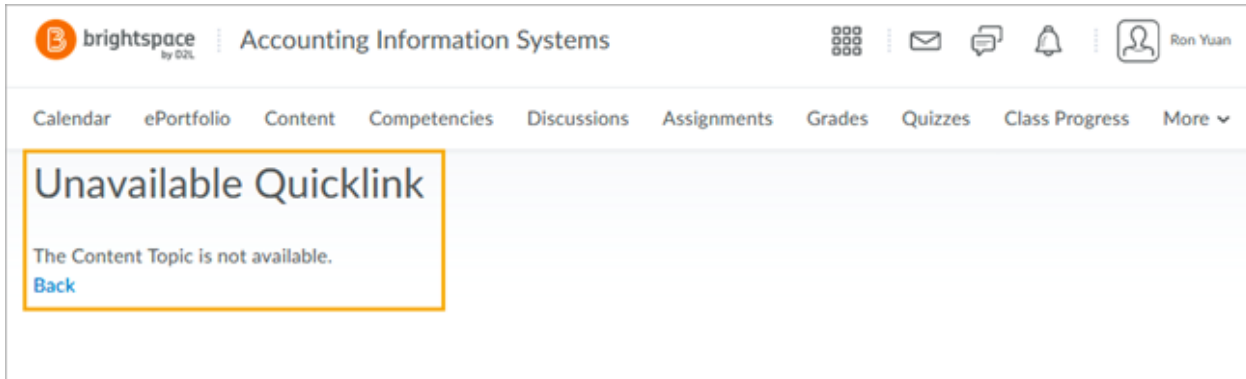 brightspace
by D2L
Accounting Information Systems
Ron Yuan
Calendar ePortfolio Content Competencies Discussions Assignments Grades Quizzes Class Progress More
Unavailable Quicklink
The Content Topic is not available.
Back